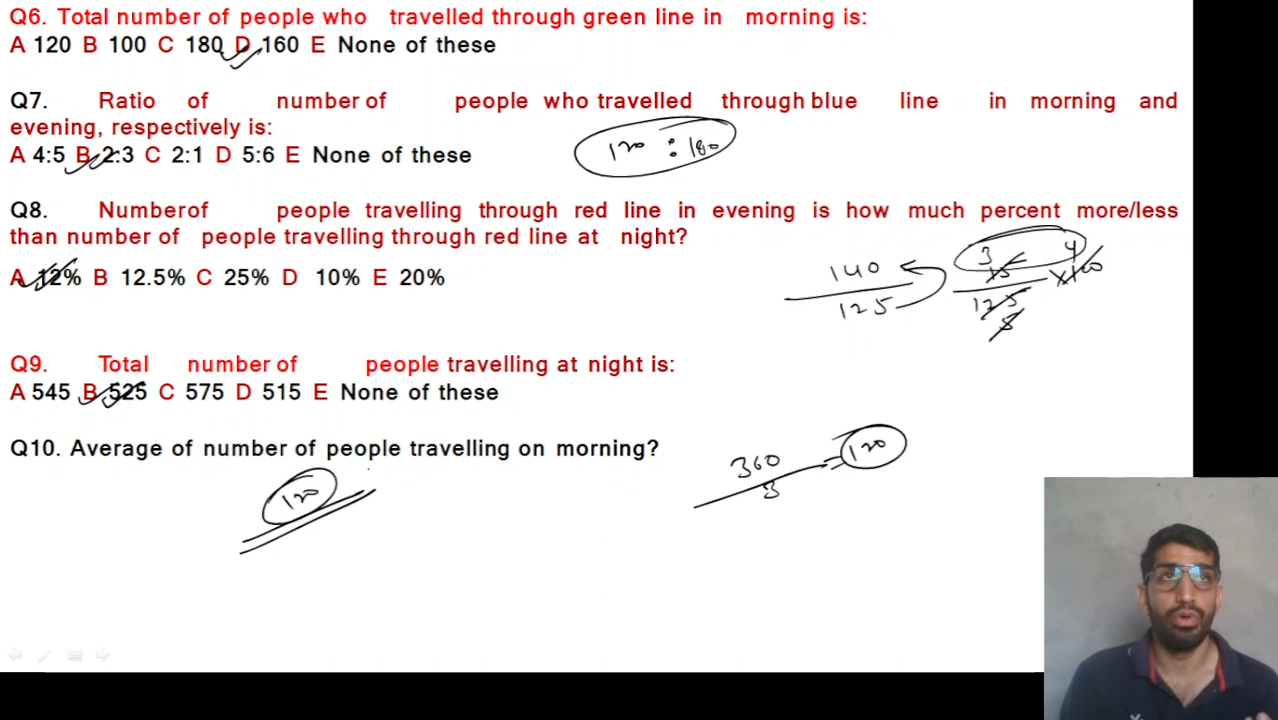 Q6. Total number of people who travelled through green line in morning is:
A 120 B 100 C 180 D 160 E None of these
Q7. Ratio of number of people who travelled through blue line in morning and
evening, respectively is:
120 : 180
A 4:5 B 2:3 C 2:1 D 5:6 E None of these
Q8. Numberof people travelling through red line in evening is how much percent more/less
than number of people travelling through red line at night?
A 12% B 12.5% C 25% D 10% E 20%
140
125
3 4
15 x100
125
Q9. Total number of people travelling at night is:
A 545 B 525 C 575 D 515 E None of these
Q10. Average of number of people travelling on morning?
360 = 120
3
120